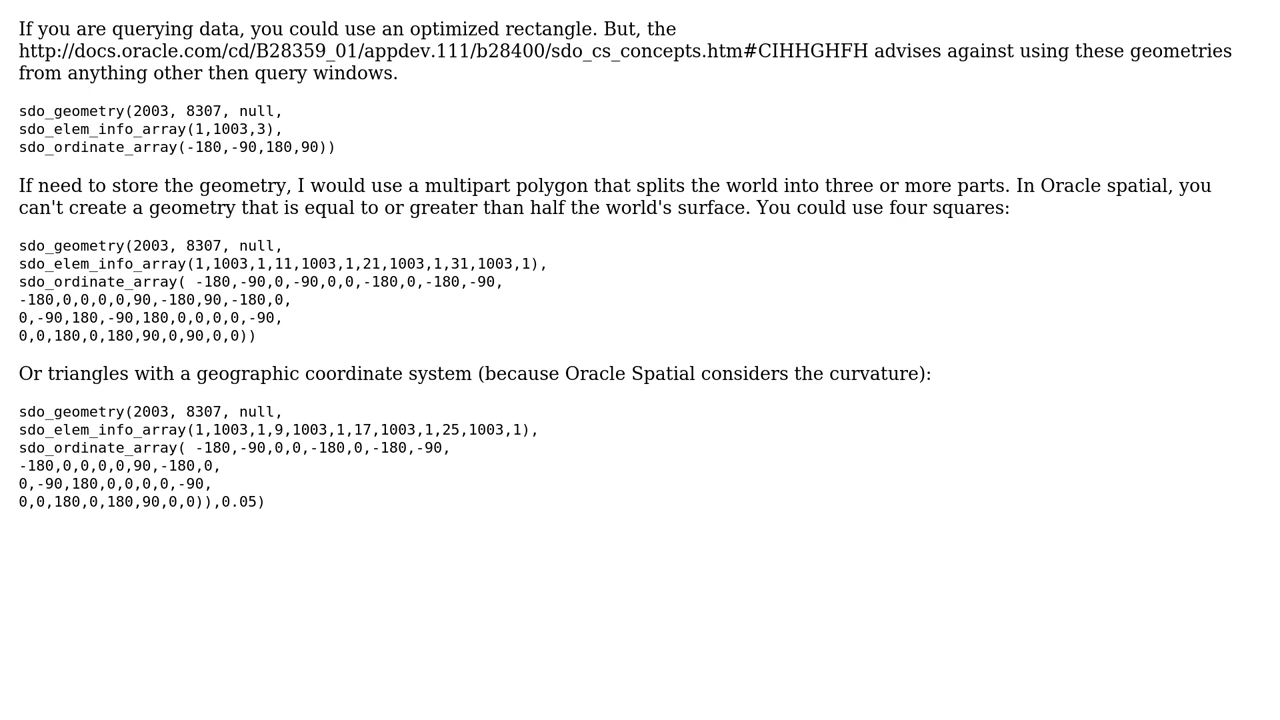 If you are querying data, you could use an optimized rectangle. But, the
http://docs.oracle.com/cd/B28359_01/appdev.111/b28400/sdo_cs_concepts.htm#CIHHGHFH advises against using these geometries
from anything other then query windows.
sdo_geometry(2003, 8307, null,
sdo_elem_info_array(1,1003,3),
sdo_ordinate_array(-180,-90,180,90))
If need to store the geometry, I would use a multipart polygon that splits the world into three or more parts. In Oracle spatial, you
can't create a geometry that is equal to or greater than half the world's surface. You could use four squares:
sdo_geometry(2003, 8307, null,
sdo_elem_info_array(1,1003,1,11,1003,1,21,1003,1,31,1003,1),
sdo_ordinate_array( -180,-90,0,-90,0,0,-180,0,-180,-90,
-180,0,0,0,0,90,-180,90,-180,0,
0,-90,180,-90,180,0,0,0,0,-90,
0,0,180,0,180,90,0,90,0,0))
Or triangles with a geographic coordinate system (because Oracle Spatial considers the curvature):
sdo_geometry(2003, 8307, null,
sdo_elem_info_array(1,1003,1,9,1003,1,17,1003,1,25,1003,1),
sdo_ordinate_array( -180,-90,0,0,-180,0,-180,-90,
-180,0,0,0,0,90,-180,0,
0,-90,180,0,0,0,0,-90,
0,0,180,0,180,90,0,0)),0.05)